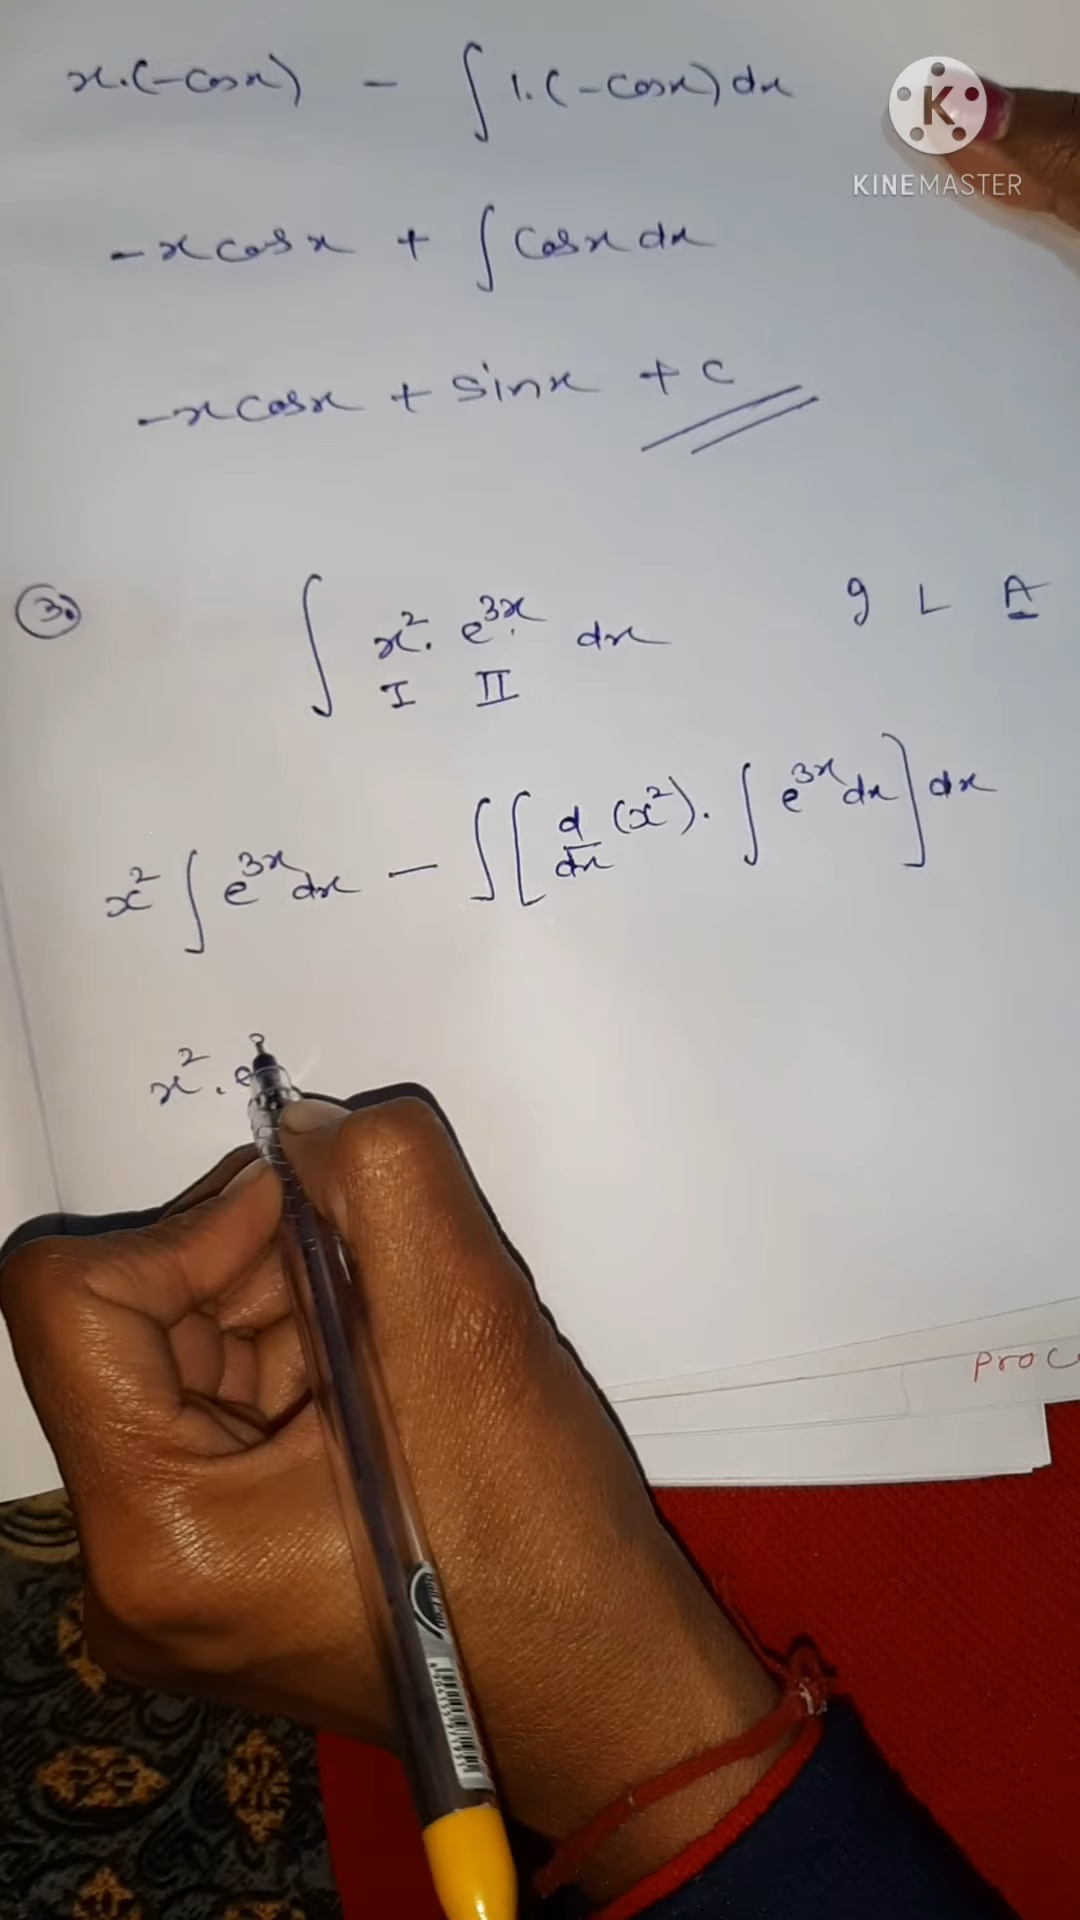 x.(-cosx) - ∫ 1.(-cosx) dx
K
KINEMASTER
-x cosx + ∫ cosx dx
-x cosx + sinx + c
③. ∫ x². e^{3x} dx
I II
I L A
x² ∫ e^{3x} dx - ∫ [ d/dx (x²). ∫ e^{3x} dx ] dx
x². e
proc